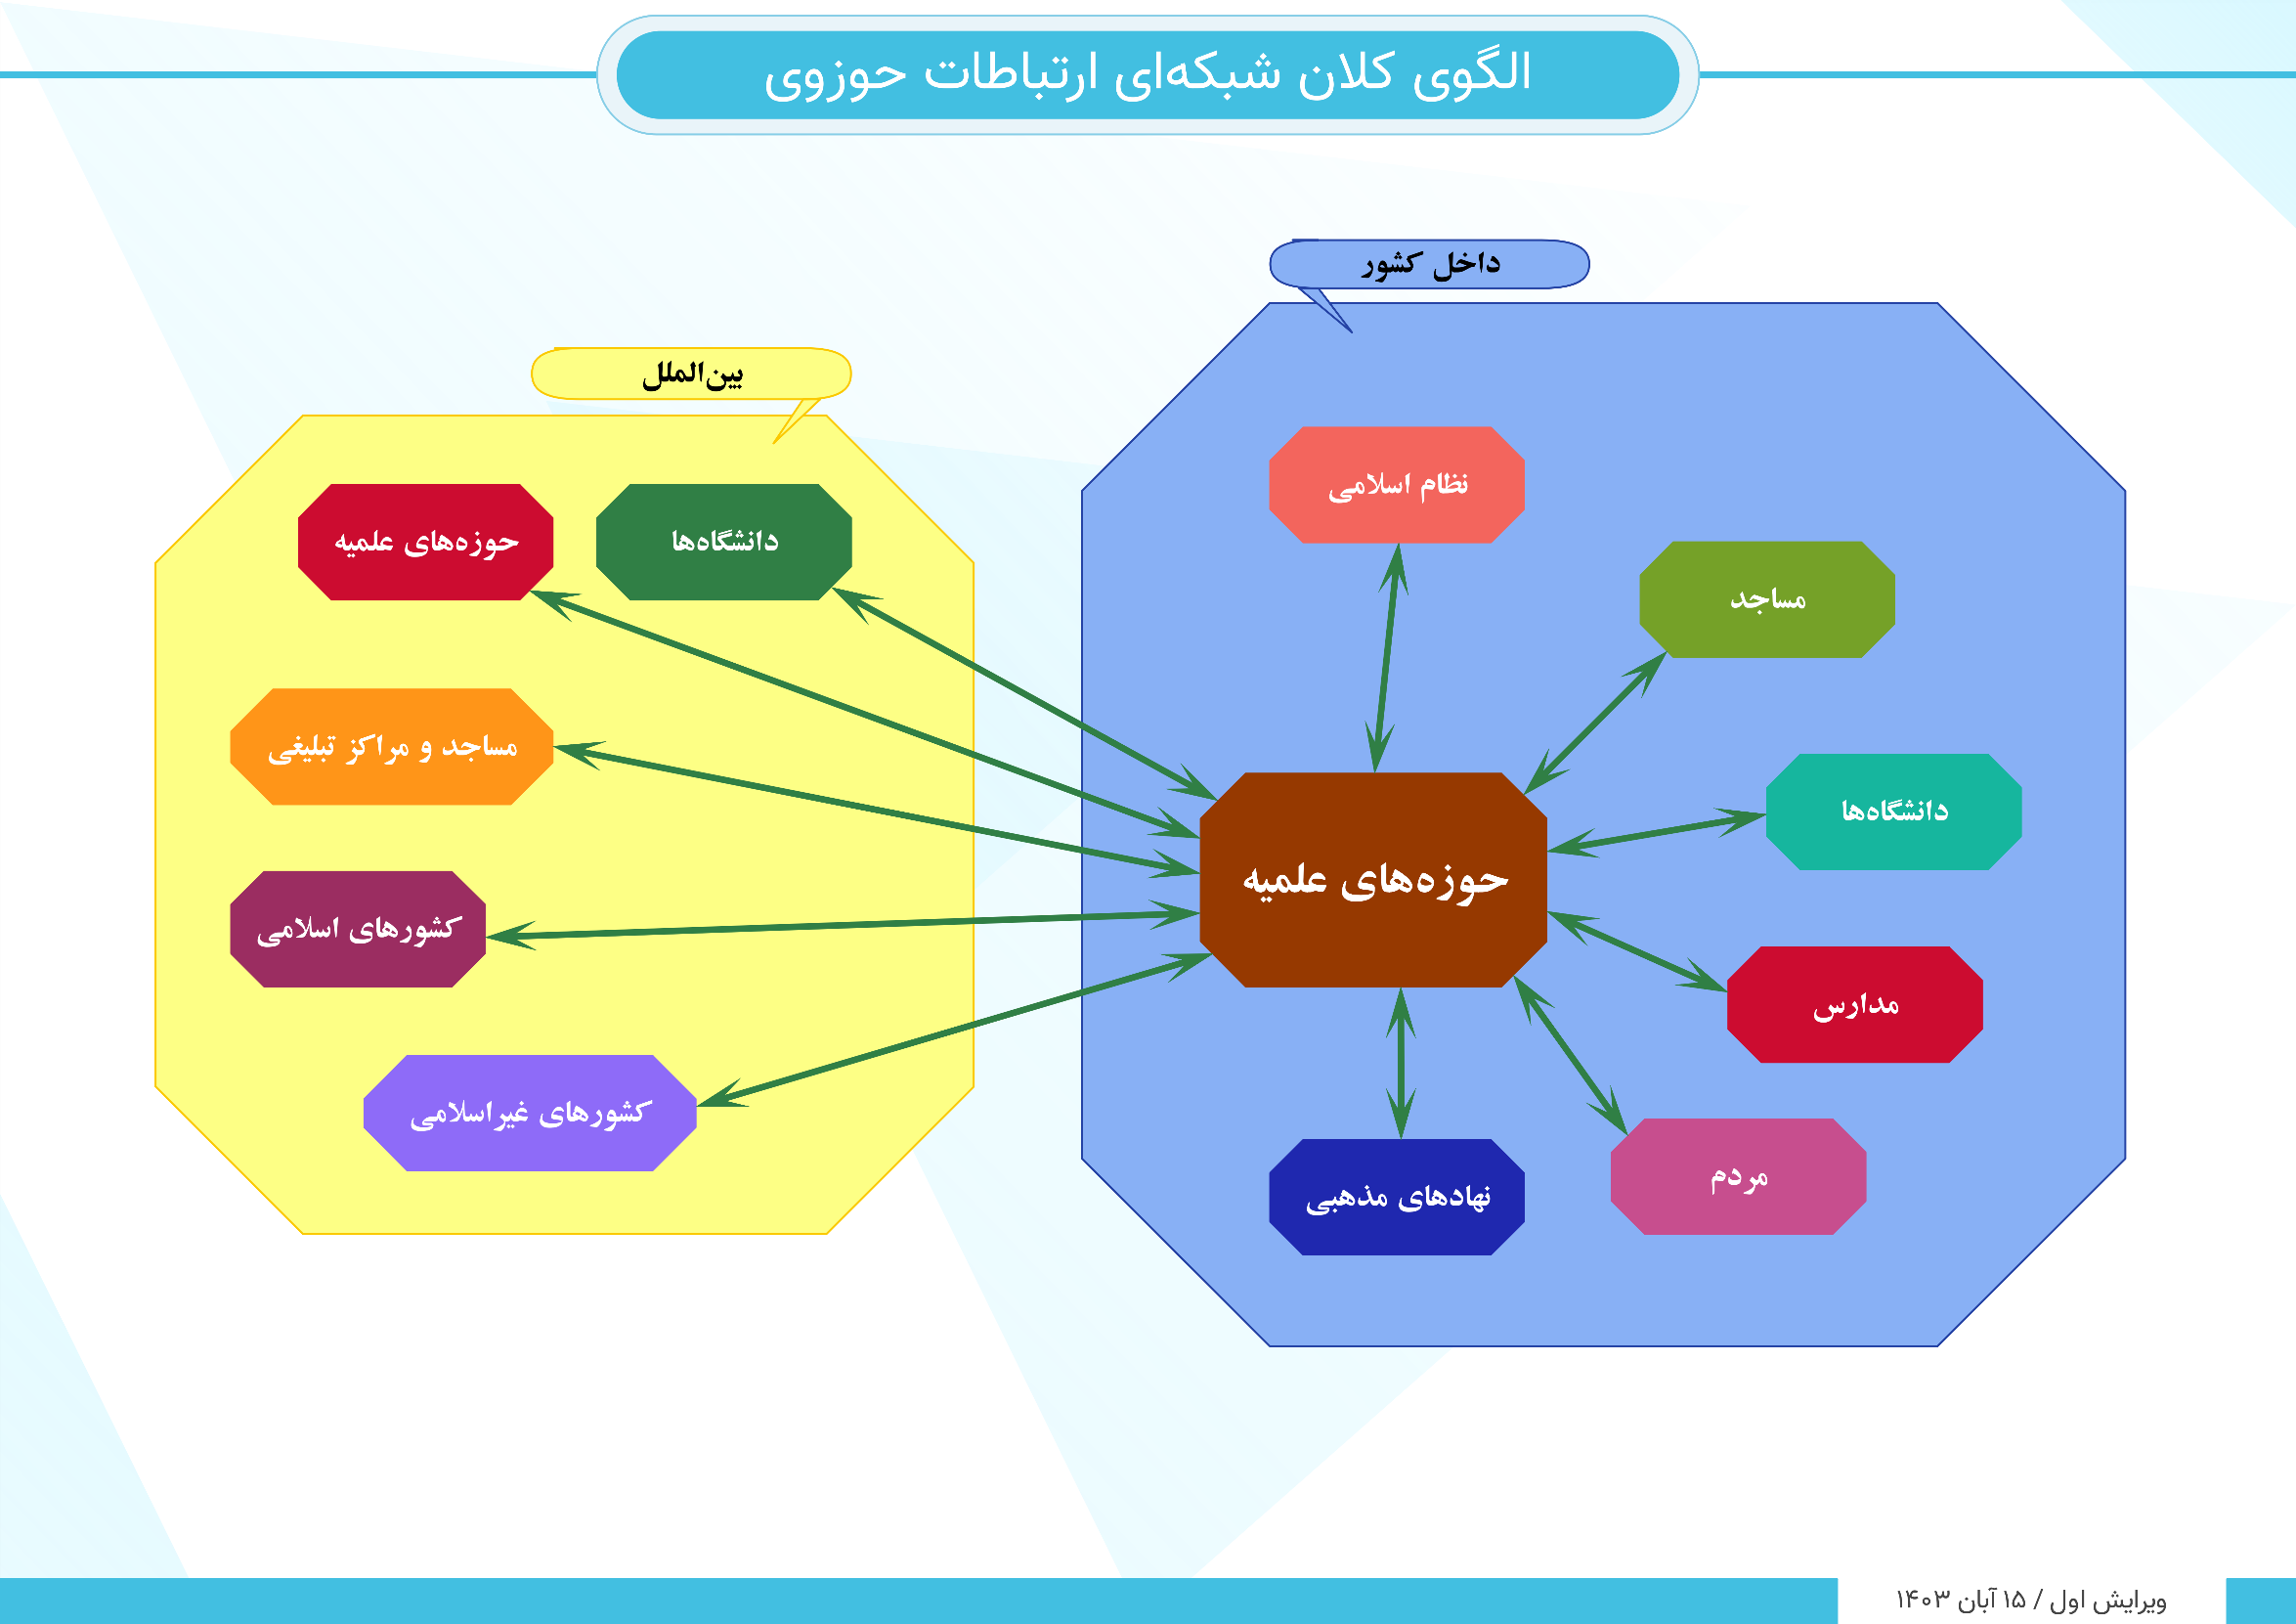 الگوی کلان شبکه‌ای ارتباطات حوزوی
داخل کشور
نظام اسلامی
مساجد
دانشگاه‌ها
مدارس
مردم
نهادهای مذهبی
حوزه‌های علمیه
بین‌الملل
دانشگاه‌ها
حوزه‌های علمیه
مساجد و مراکز تبلیغی
کشورهای اسلامی
کشورهای غیراسلامی
ویرایش اول / ۱۵ آبان ۱۴۰۳